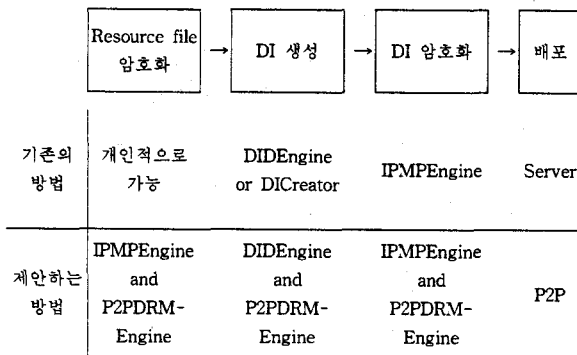 Resource file → DI 생성 → DI 암호화 → 배포
암호화
기존의 개인적으로 DIDEngine IPMPEngine Server
방법 가능 or DICreator
제안하는 IPMPEngine DIDEngine IPMPEngine P2P
방법 and and and
P2PDRM- P2PDRM- P2PDRM-
Engine Engine Engine